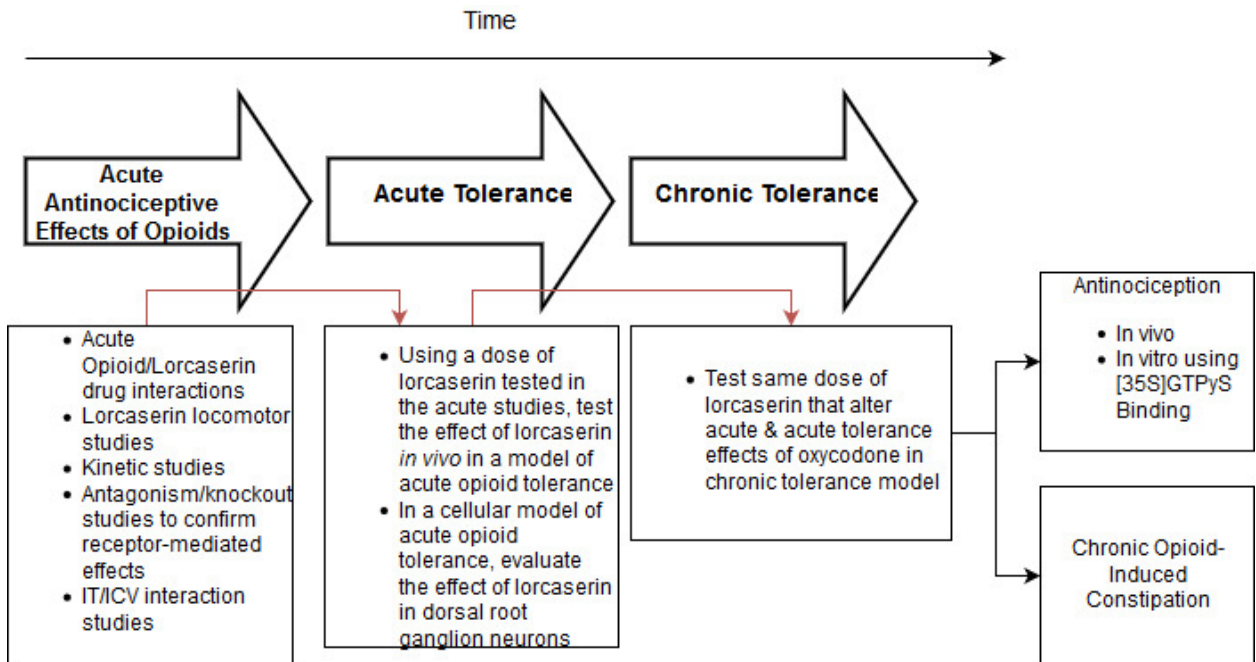 Time
Acute
Antinociceptive
Effects of Opioids
Acute Tolerance
Chronic Tolerance
• Acute
Opioid/Lorcaserin
drug interactions
• Lorcaserin locomotor
studies
• Kinetic studies
• Antagonism/knockout
studies to confirm
receptor-mediated
effects
• IT/ICV interaction
studies
• Using a dose of
lorcaserin tested in
the acute studies, test
the effect of lorcaserin
in vivo in a model of
acute opioid tolerance
• In a cellular model of
acute opioid
tolerance, evaluate
the effect of lorcaserin
in dorsal root
ganglion neurons
• Test same dose of
lorcaserin that alter
acute & acute tolerance
effects of oxycodone in
chronic tolerance model
Antinociception
• In vivo
• In vitro using
[35S]GTPyS
Binding
Chronic Opioid-
Induced
Constipation